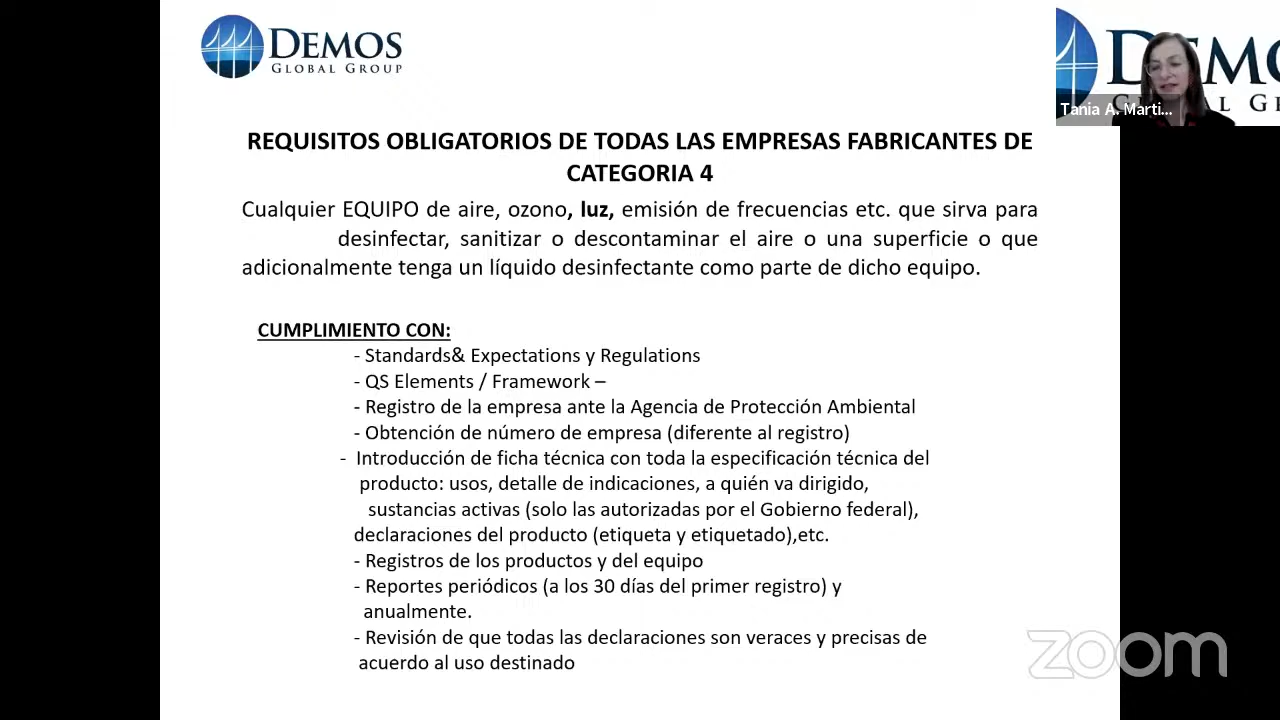 DEMOS
GLOBAL GROUP
DEMO
L GE
Tania A. Marti...
REQUISITOS OBLIGATORIOS DE TODAS LAS EMPRESAS FABRICANTES DE
CATEGORIA 4
Cualquier EQUIPO de aire, ozono, luz, emisión de frecuencias etc. que sirva para
desinfectar, sanitizar o descontaminar el aire o una superficie o que
adicionalmente tenga un líquido desinfectante como parte de dicho equipo.
CUMPLIMIENTO CON:
- Standards& Expectations y Regulations
- QS Elements / Framework –
- Registro de la empresa ante la Agencia de Protección Ambiental
- Obtención de número de empresa (diferente al registro)
- Introducción de ficha técnica con toda la especificación técnica del
producto: usos, detalle de indicaciones, a quién va dirigido,
sustancias activas (solo las autorizadas por el Gobierno federal),
declaraciones del producto (etiqueta y etiquetado),etc.
- Registros de los productos y del equipo
- Reportes periódicos (a los 30 días del primer registro) y
anualmente.
- Revisión de que todas las declaraciones son veraces y precisas de
acuerdo al uso destinado
zoom